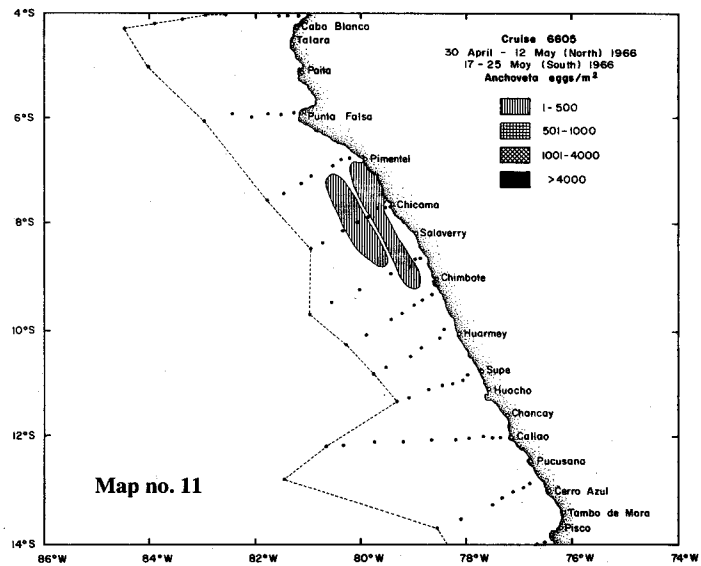 4°S
Cabo Blanco
Talara
Paita
6°S
Punta Falsa
Pimentel
Chicama
8°S
Salaverry
Chimbote
10°S
Huarmey
Supe
Huacho
Chancay
12°S
Callao
Pucusana
Cerro Azul
Tambo de Mora
Pisco
14°S
86°W
84°W
82°W
80°W
78°W
76°W
74°W
Cruise 6605
30 April - 12 May (North) 1966
17-25 May (South) 1966
Anchoveta eggs/m²
1-500
501-1000
1001-4000
>4000
Map no. 11